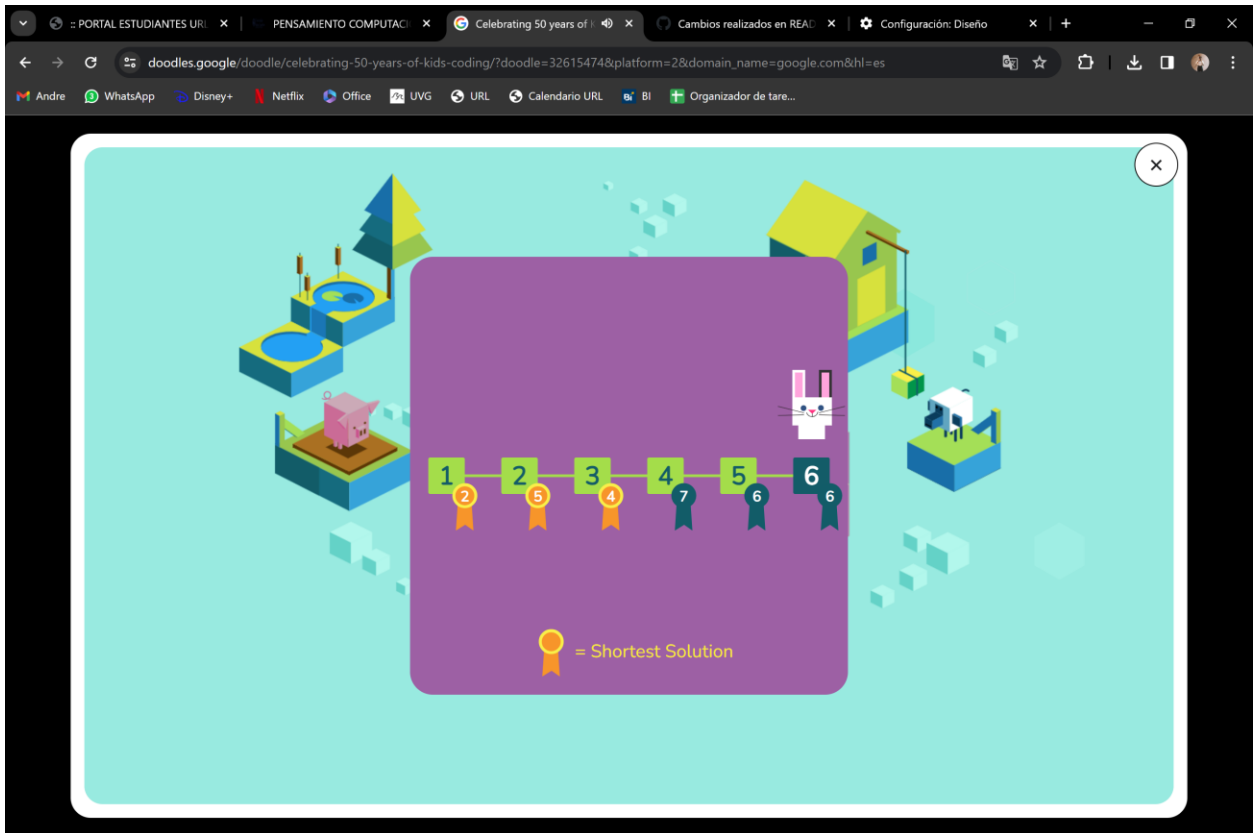 :: PORTAL ESTUDIANTES URL
PENSAMIENTO COMPUTACI
Celebrating 50 years of K
Cambios realizados en READ
Configuración: Diseño
doodles.google/doodle/celebrating-50-years-of-kids-coding/?doodle=32615474&platform=2&domain_name=google.com&hl=es
Andre
WhatsApp
Disney+
Netflix
Office
UVG
URL
Calendario URL
Bi BI
Organizador de tare...
1 2 3 4 5 6
2 5 4 7 6 6
= Shortest Solution